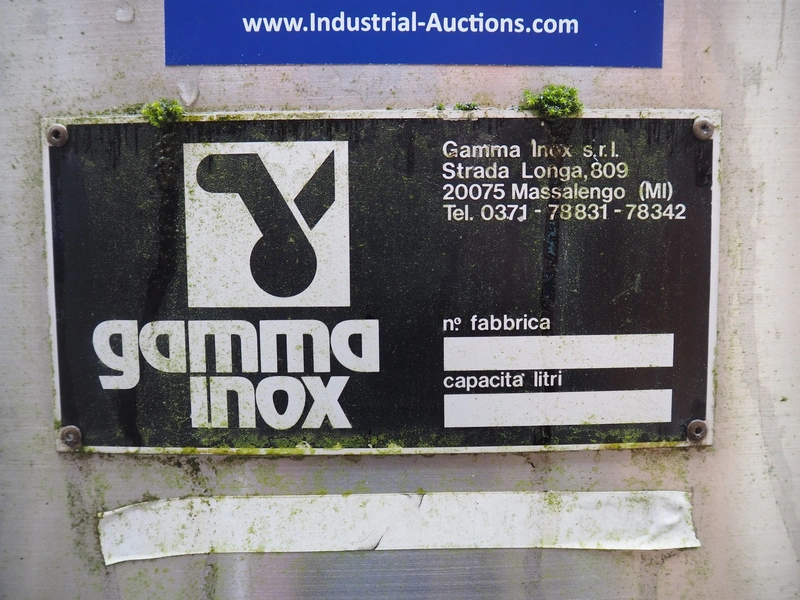 www.Industrial-Auctions.com
Gamma Inox s.r.l.
Strada Longa,809
20075 Massalengo (MI)
Tel. 0371-78831-78342
gamma
inox
nº fabbrica
capacità litri